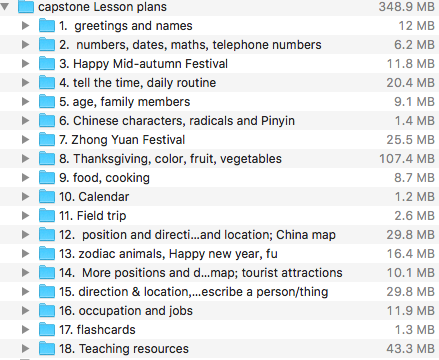 capstone Lesson plans 348.9 MB
1.  greetings and names 12 MB
2.  numbers, dates, maths, telephone numbers 6.2 MB
3. Happy Mid-autumn Festival 11.8 MB
4. tell the time, daily routine 20.4 MB
5. age, family members 9.1 MB
6. Chinese characters, radicals and Pinyin 1.4 MB
7. Zhong Yuan Festival 25.5 MB
8. Thanksgiving, color, fruit, vegetables 107.4 MB
9. food, cooking 8.7 MB
10. Calendar 1.2 MB
11. Field trip 2.6 MB
12.  position and directi...and location; China map 29.8 MB
13. zodiac animals, Happy new year, fu 16.4 MB
14.  More positions and d...map; tourist attractions 10.1 MB
15. direction & location,...escribe a person/thing 29.8 MB
16. occupation and jobs 11.9 MB
17. flashcards 1.3 MB
18. Teaching resources 43.3 MB